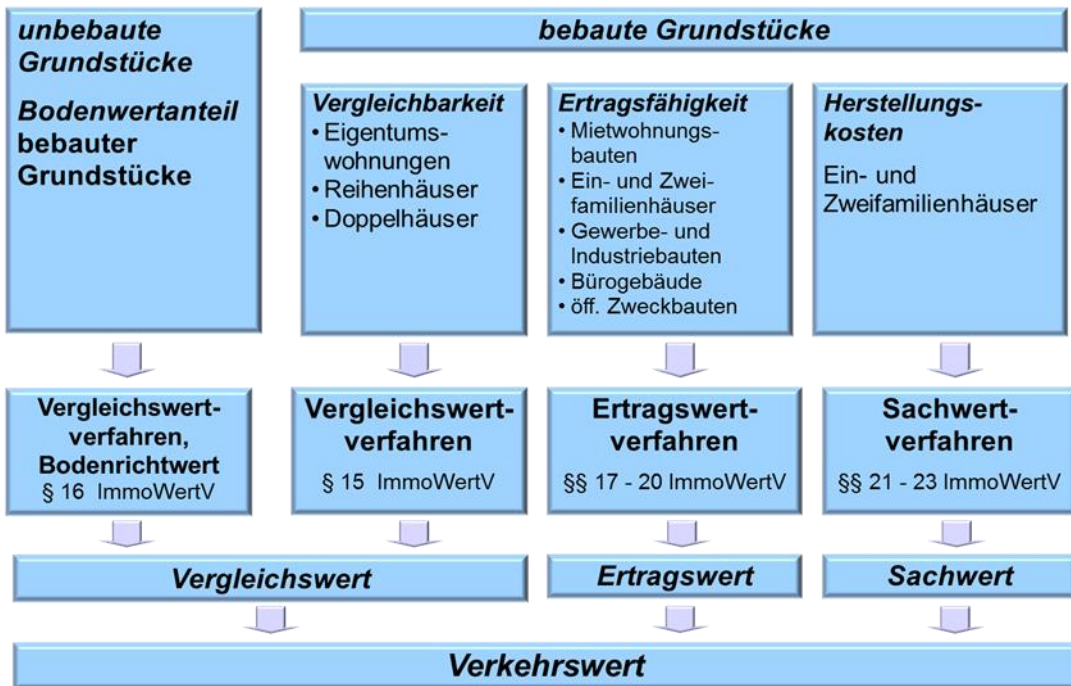 unbebaute
Grundstücke
Bodenwertanteil
bebauter
Grundstücke
bebaute Grundstücke
Vergleichbarkeit
• Eigentums-
wohnungen
• Reihenhäuser
• Doppelhäuser
Ertragsfähigkeit
• Mietwohnungs-
bauten
• Ein- und Zwei-
familienhäuser
• Gewerbe- und
Industriebauten
• Bürogebäude
• öff. Zweckbauten
Herstellungs-
kosten
Ein- und
Zweifamilienhäuser
Vergleichswert-
verfahren,
Bodenrichtwert
§ 16 ImmoWertV
Vergleichswert-
verfahren
§ 15 ImmoWertV
Ertragswert-
verfahren
§§ 17 - 20 ImmoWertV
Sachwert-
verfahren
§§ 21 - 23 ImmoWertV
Vergleichswert
Ertragswert
Sachwert
Verkehrswert